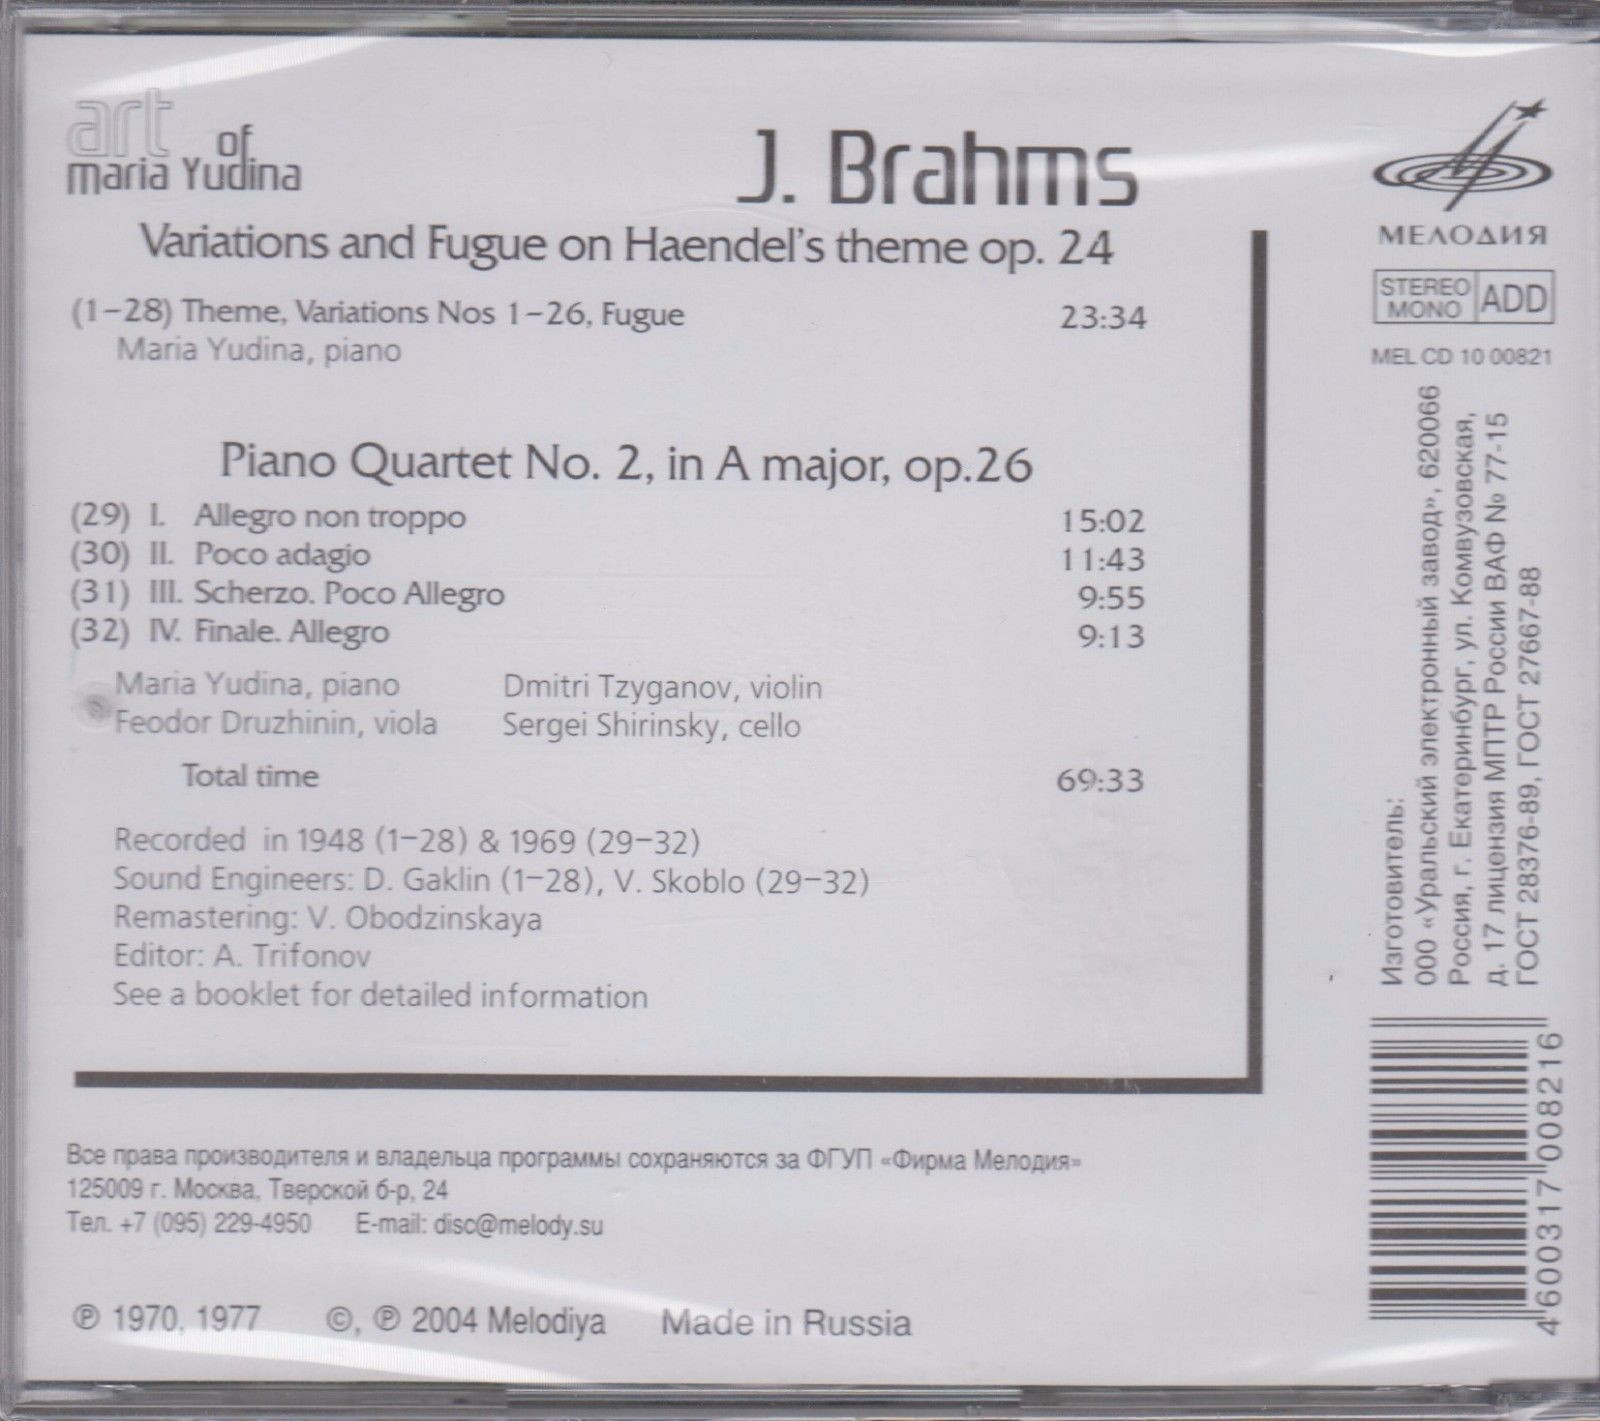 art of
maria Yudina
J. Brahms
Variations and Fugue on Haendel's theme op. 24
(1–28) Theme, Variations Nos 1–26, Fugue 23:34
Maria Yudina, piano
Piano Quartet No. 2, in A major, op.26
(29) I. Allegro non troppo 15:02
(30) II. Poco adagio 11:43
(31) III. Scherzo. Poco Allegro 9:55
(32) IV. Finale. Allegro 9:13
Maria Yudina, piano Dmitri Tzyganov, violin
Feodor Druzhinin, viola Sergei Shirinsky, cello
Total time 69:33
Recorded in 1948 (1–28) & 1969 (29–32)
Sound Engineers: D. Gaklin (1–28), V. Skoblo (29–32)
Remastering: V. Obodzinskaya
Editor: A. Trifonov
See a booklet for detailed information
Все права производителя и владельца программы сохраняются за ФГУП «Фирма Мелодия»
125009 г. Москва, Тверской б-р, 24
Тел. +7 (095) 229-4950 E-mail: disc@melody.su
℗ 1970, 1977 ©, ℗ 2004 Melodiya Made in Russia
МЕЛОДИЯ
STEREO
MONO
ADD
MEL CD 10 00821
Изготовитель:
ООО «Уральский электронный завод», 620066
Россия, г. Екатеринбург, ул. Комвузовская,
д. 17 лицензия МПТР России ВАФ № 77-15
ГОСТ 28376-89, ГОСТ 27667-88
4 600317 008216